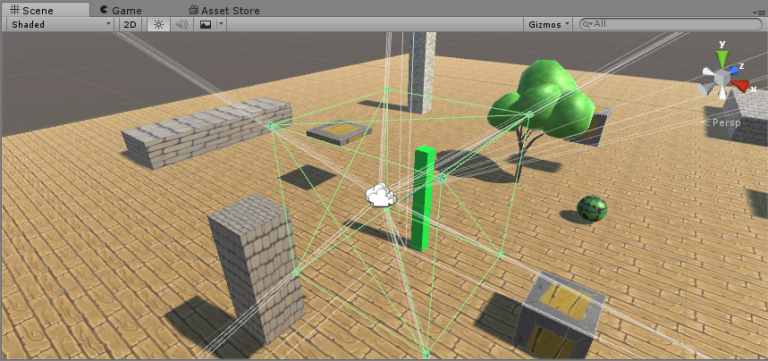 Scene Game Asset Store
Shaded 2D Gizmos All
y
z
x
Persp